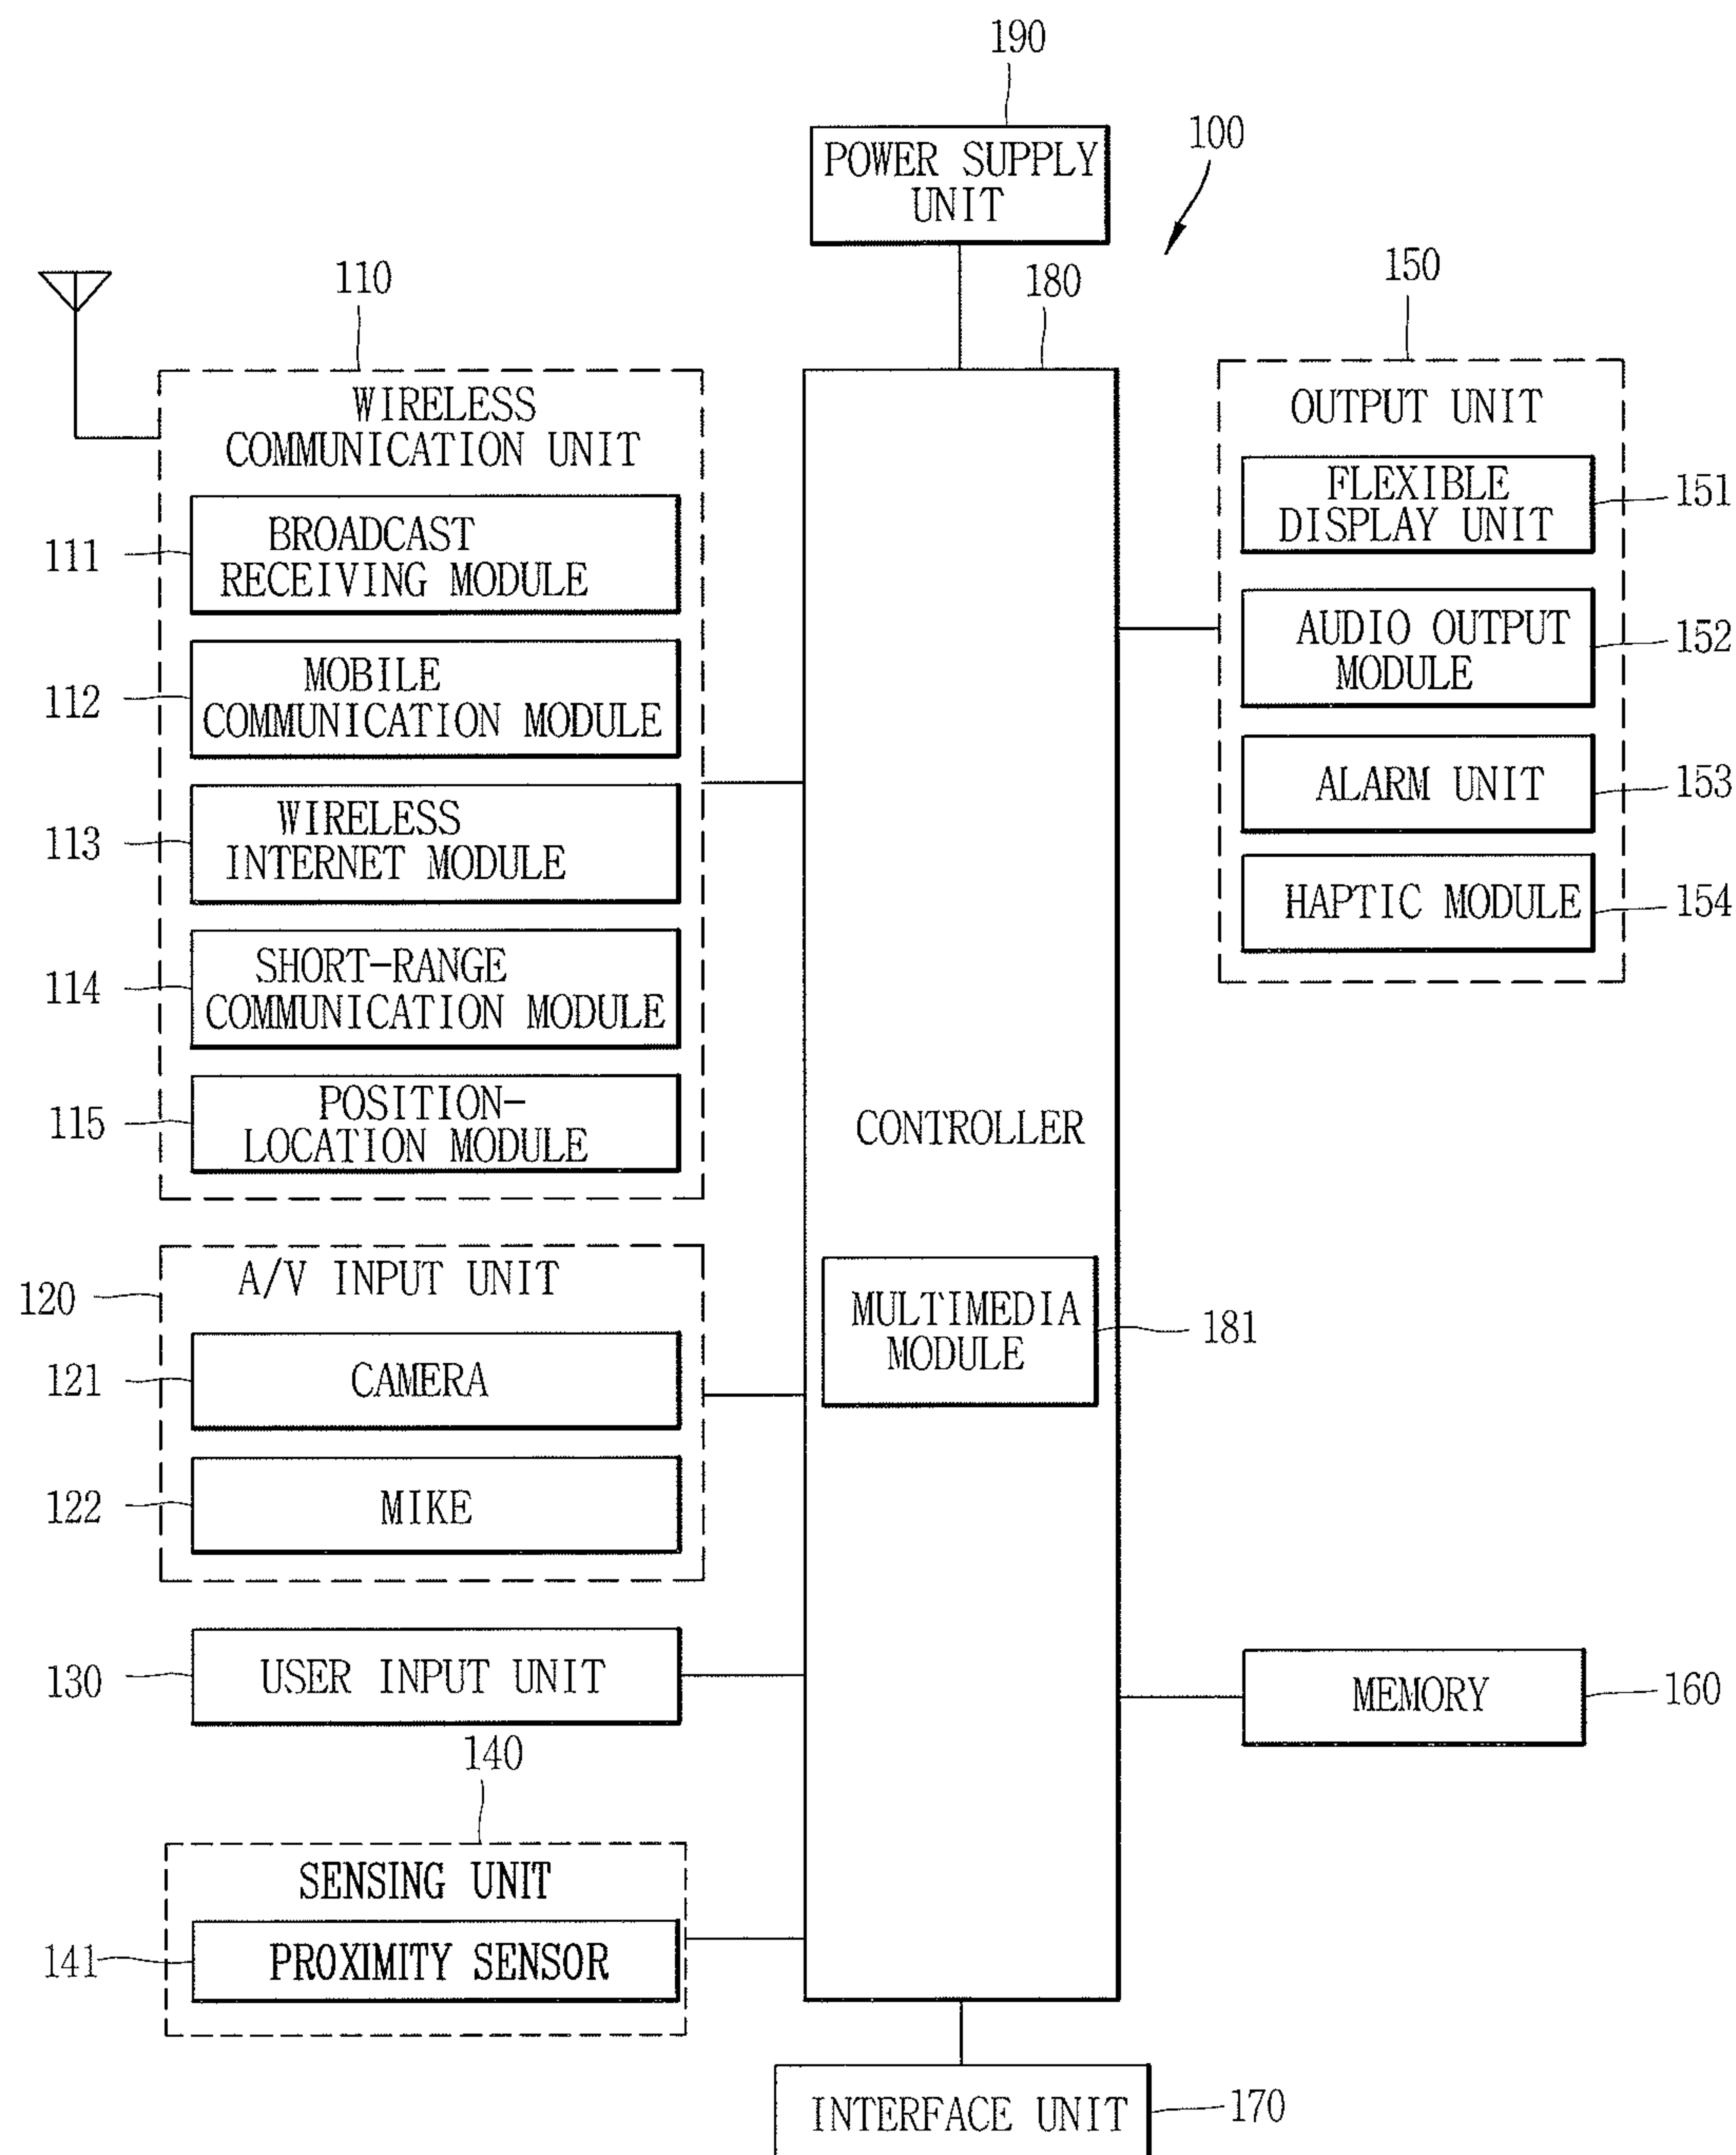 190
POWER SUPPLY
UNIT
100
180
110
WIRELESS
COMMUNICATION UNIT
111
BROADCAST
RECEIVING MODULE
112
MOBILE
COMMUNICATION MODULE
113
WIRELESS
INTERNET MODULE
114
SHORT-RANGE
COMMUNICATION MODULE
115
POSITION-
LOCATION MODULE
120
A/V INPUT UNIT
121
CAMERA
122
MIKE
130
USER INPUT UNIT
140
SENSING UNIT
141
PROXIMITY SENSOR
CONTROLLER
MULTIMEDIA
MODULE
181
150
OUTPUT UNIT
FLEXIBLE
DISPLAY UNIT
151
AUDIO OUTPUT
MODULE
152
ALARM UNIT
153
HAPTIC MODULE
154
MEMORY
160
INTERFACE UNIT
170